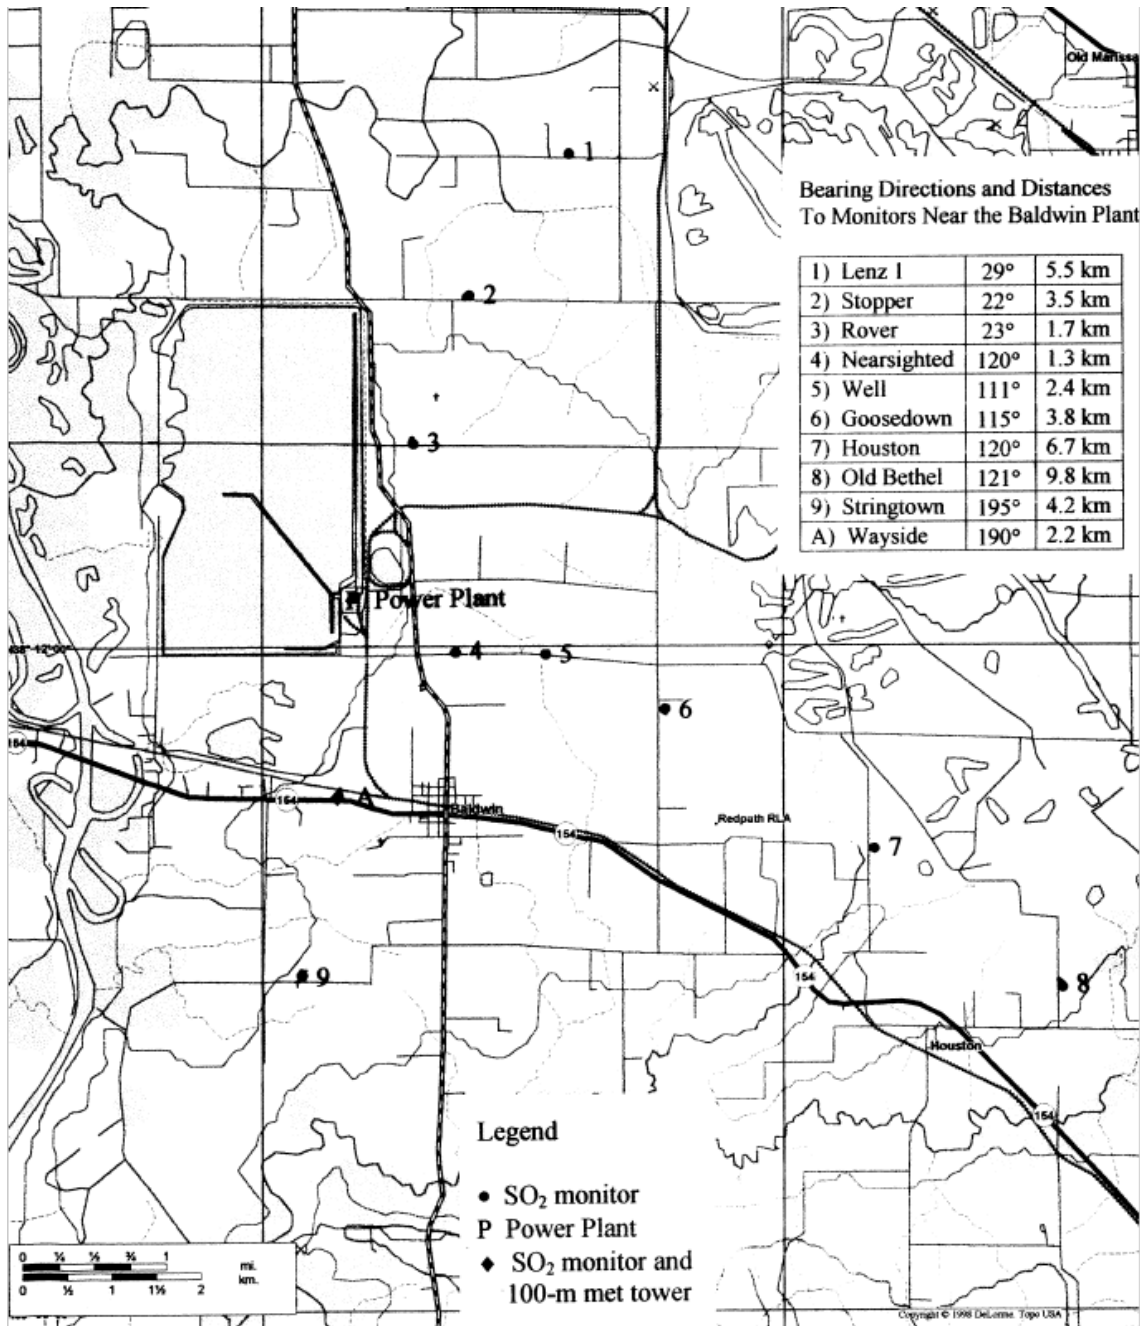 Old Marissa
1
Bearing Directions and Distances
To Monitors Near the Baldwin Plant
1) Lenz 1 29° 5.5 km
2) Stopper 22° 3.5 km
3) Rover 23° 1.7 km
4) Nearsighted 120° 1.3 km
5) Well 111° 2.4 km
6) Goosedown 115° 3.8 km
7) Houston 120° 6.7 km
8) Old Bethel 121° 9.8 km
9) Stringtown 195° 4.2 km
A) Wayside 190° 2.2 km
2
3
P Power Plant
4
5
6
154
154
A
Baldwin
154
Redpath RLA
7
9
154
8
Houston
154
Legend
SO₂ monitor
P Power Plant
SO₂ monitor and
100-m met tower
0 ¼ ½ ¾ 1
mi.
km.
0 ½ 1 1½ 2
Copyright © 1998 DeLorme. Topo USA